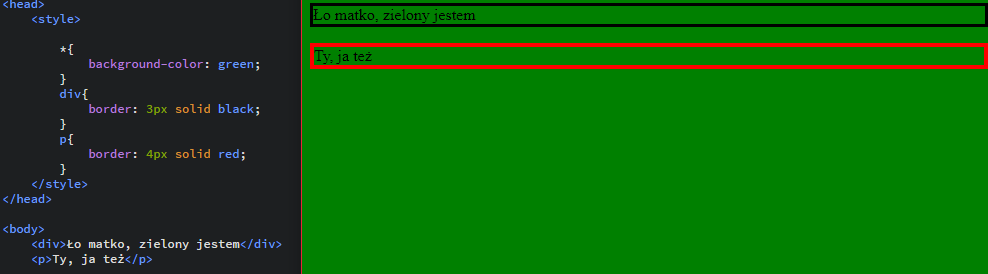 <head>
<style>
*{
background-color: green;
}
div{
border: 3px solid black;
}
p{
border: 4px solid red;
}
</style>
</head>
<body>
<div>Ło matko, zielony jestem</div>
<p>Ty, ja też</p>
Ło matko, zielony jestem
Ty, ja też